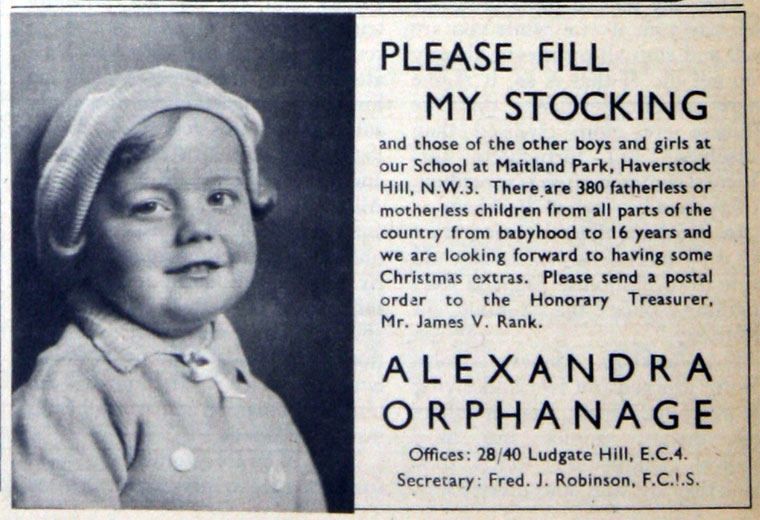 PLEASE FILL
MY STOCKING
and those of the other boys and girls at
our School at Maitland Park, Haverstock
Hill, N.W.3. There are 380 fatherless or
motherless children from all parts of the
country from babyhood to 16 years and
we are looking forward to having some
Christmas extras. Please send a postal
order to the Honorary Treasurer,
Mr. James V. Rank.
ALEXANDRA
ORPHANAGE
Offices: 28/40 Ludgate Hill, E.C.4.
Secretary: Fred. J. Robinson, F.C.I.S.